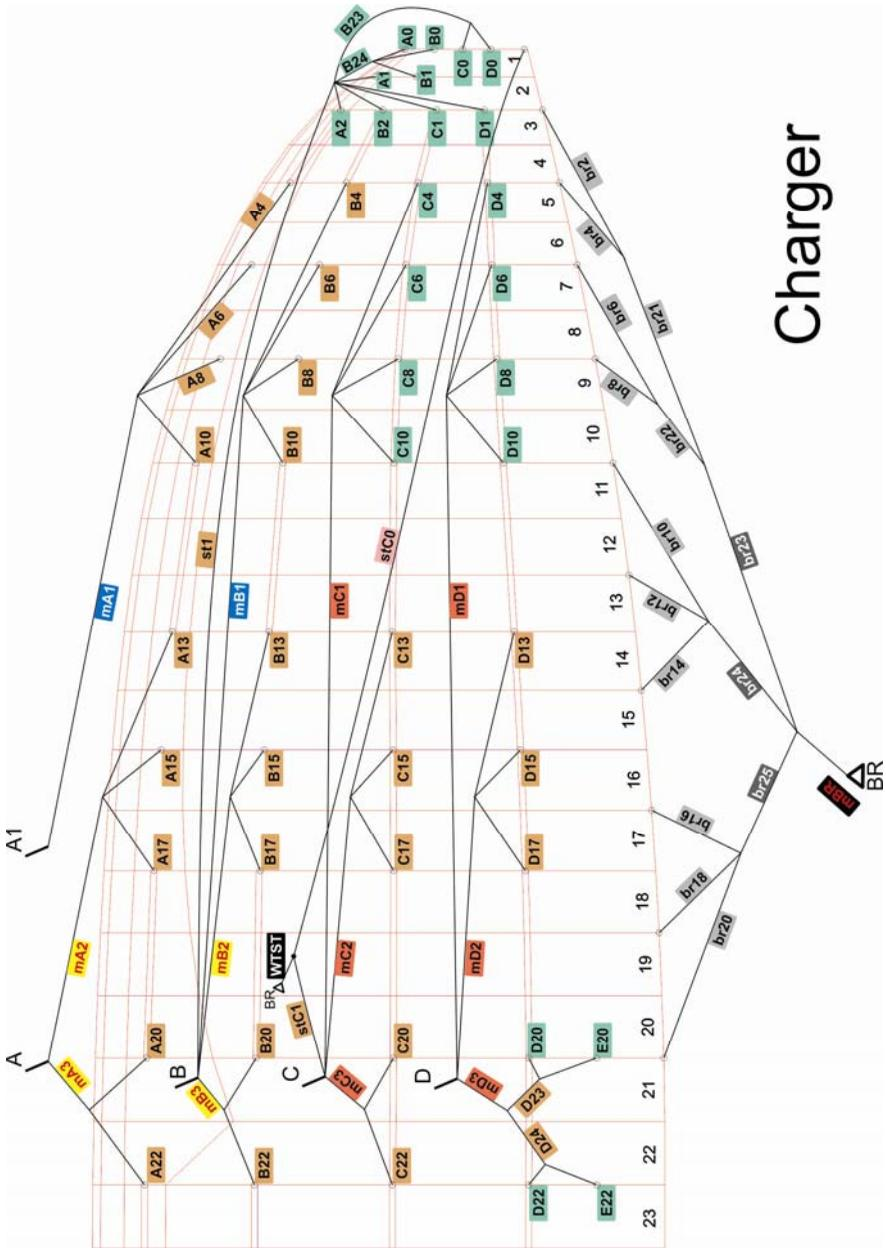 Charger
A1
A
B
C
D
BR
BR
mBR
WTST
B23
B24
A0
B0
C0
D0
A1
B1
A2
B2
C1
D1
A4
B4
C4
D4
A6
B6
C6
D6
A8
B8
C8
D8
A10
B10
C10
D10
mA1
st1
mB1
mC1
stC0
mD1
A13
B13
C13
D13
A15
B15
C15
D15
A17
B17
C17
D17
mA2
mB2
mC2
mD2
stC1
mA3
mB3
mC3
mD3
A20
B20
C20
D20
E20
D23
D24
A22
B22
C22
D22
E22
1
2
3
4
5
6
7
8
9
10
11
12
13
14
15
16
17
18
19
20
21
22
23
br2
br4
br21
br6
br8
br22
br23
br10
br12
br14
br24
br25
br16
br18
br20